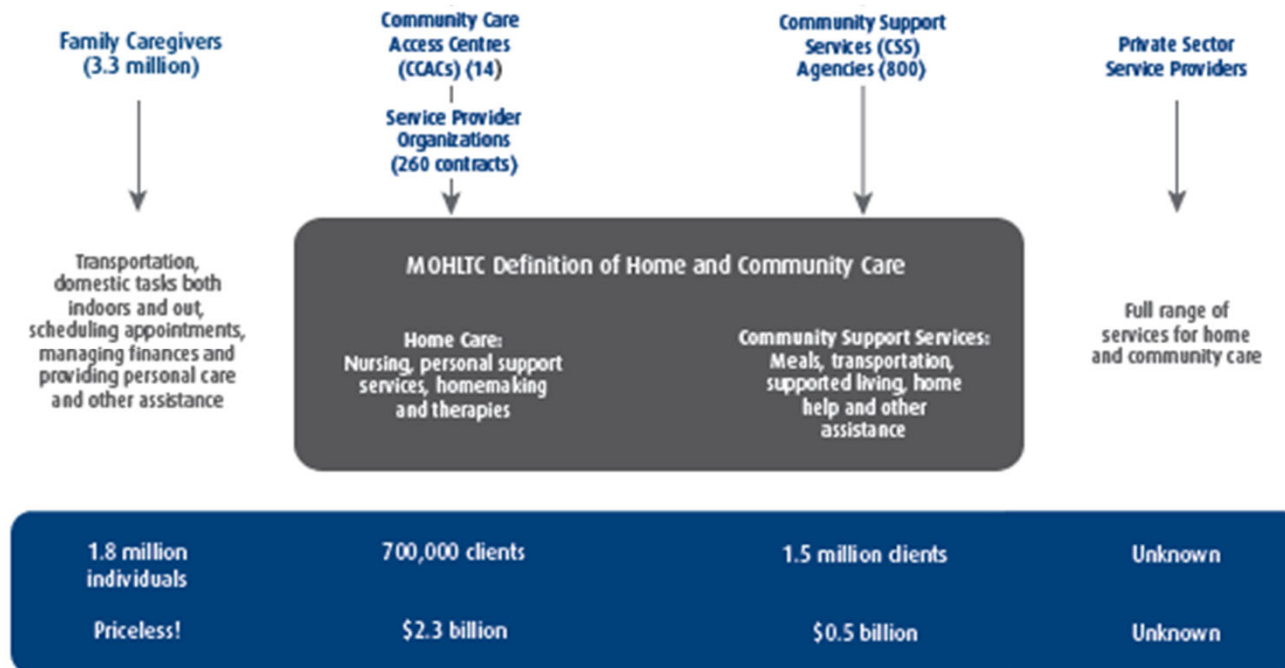 Family Caregivers
(3.3 million)
Transportation,
domestic tasks both
indoors and out,
scheduling appointments,
managing finances and
providing personal care
and other assistance
Community Care
Access Centres
(CCACs) (14)
Service Provider
Organizations
(260 contracts)
Community Support
Services (CSS)
Agencies (800)
Private Sector
Service Providers
Full range of
services for home
and community care
MOHLTC Definition of Home and Community Care
Home Care:
Nursing, personal support
services, homemaking
and therapies
Community Support Services:
Meals, transportation,
supported living, home
help and other
assistance
1.8 million
individuals
700,000 clients
1.5 million clients
Unknown
Priceless!
$2.3 billion
$0.5 billion
Unknown